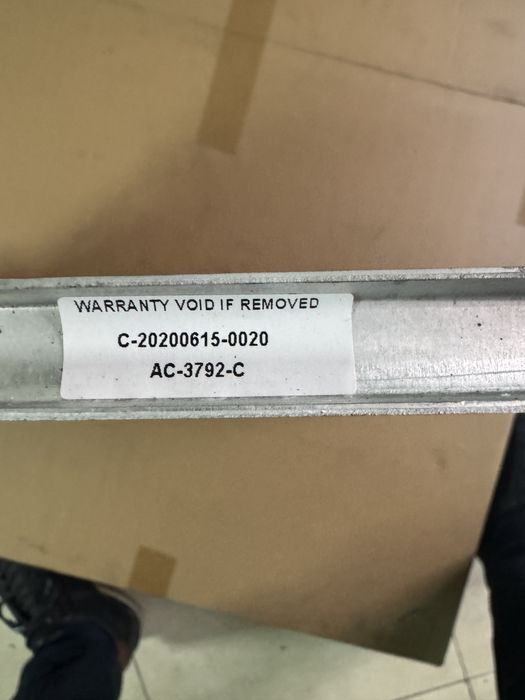 WARRANTY VOID IF REMOVED
C-20200615-0020
AC-3792-C